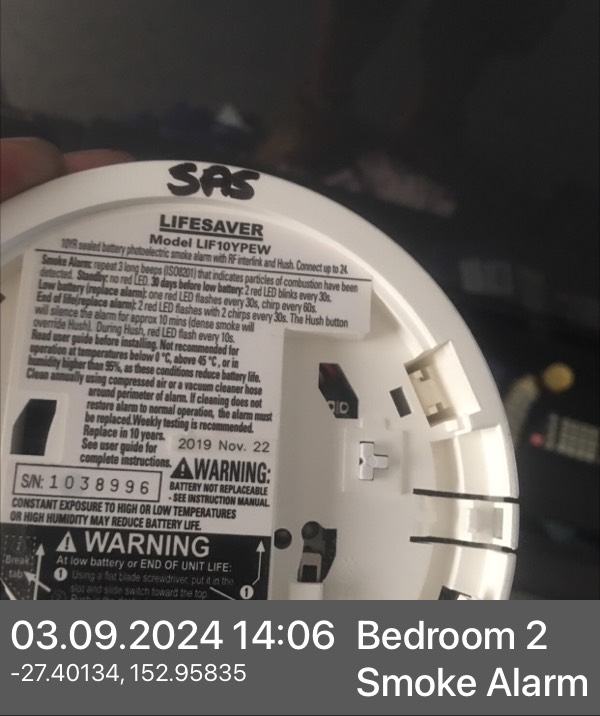 SAS
LIFESAVER
Model LIF10YPEW
10YR sealed battery photoelectric smoke alarm with RF interlink and Hush. Connect up to 24
Smoke Alarm: repeat 3 long beeps (ISO8201) that indicates particles of combustion have been
detected. Standby: no red LED. 30 days before low battery: 2 red LED blinks every 30s.
Low battery (replace alarm): one red LED flashes every 30s, chirp every 60s.
End of life(replace alarm): 2 red LED flashes with 2 chirps every 30s. The Hush button
will silence the alarm for approx 10 mins (dense smoke will
override Hush). During Hush, red LED flash every 10s.
Read user guide before installing. Not recommended for
operation at temperatures below 0 °C, above 45 °C, or in
humidity higher than 95%, as these conditions reduce battery life.
Clean annually using compressed air or a vacuum cleaner hose
around perimeter of alarm. If cleaning does not
restore alarm to normal operation, the alarm must
be replaced.Weekly testing is recommended.
Replace in 10 years.
See user guide for
complete instructions.
2019 Nov. 22
WARNING:
BATTERY NOT REPLACEABLE
- SEE INSTRUCTION MANUAL
S/N: 1038996
CONSTANT EXPOSURE TO HIGH OR LOW TEMPERATURES
OR HIGH HUMIDITY MAY REDUCE BATTERY LIFE.
WARNING
At low battery or END OF UNIT LIFE:
Break
tab
1 Using a flat blade screwdriver, put it in the
slot and slide switch toward the top
1
03.09.2024 14:06
-27.40134, 152.95835
Bedroom 2
Smoke Alarm